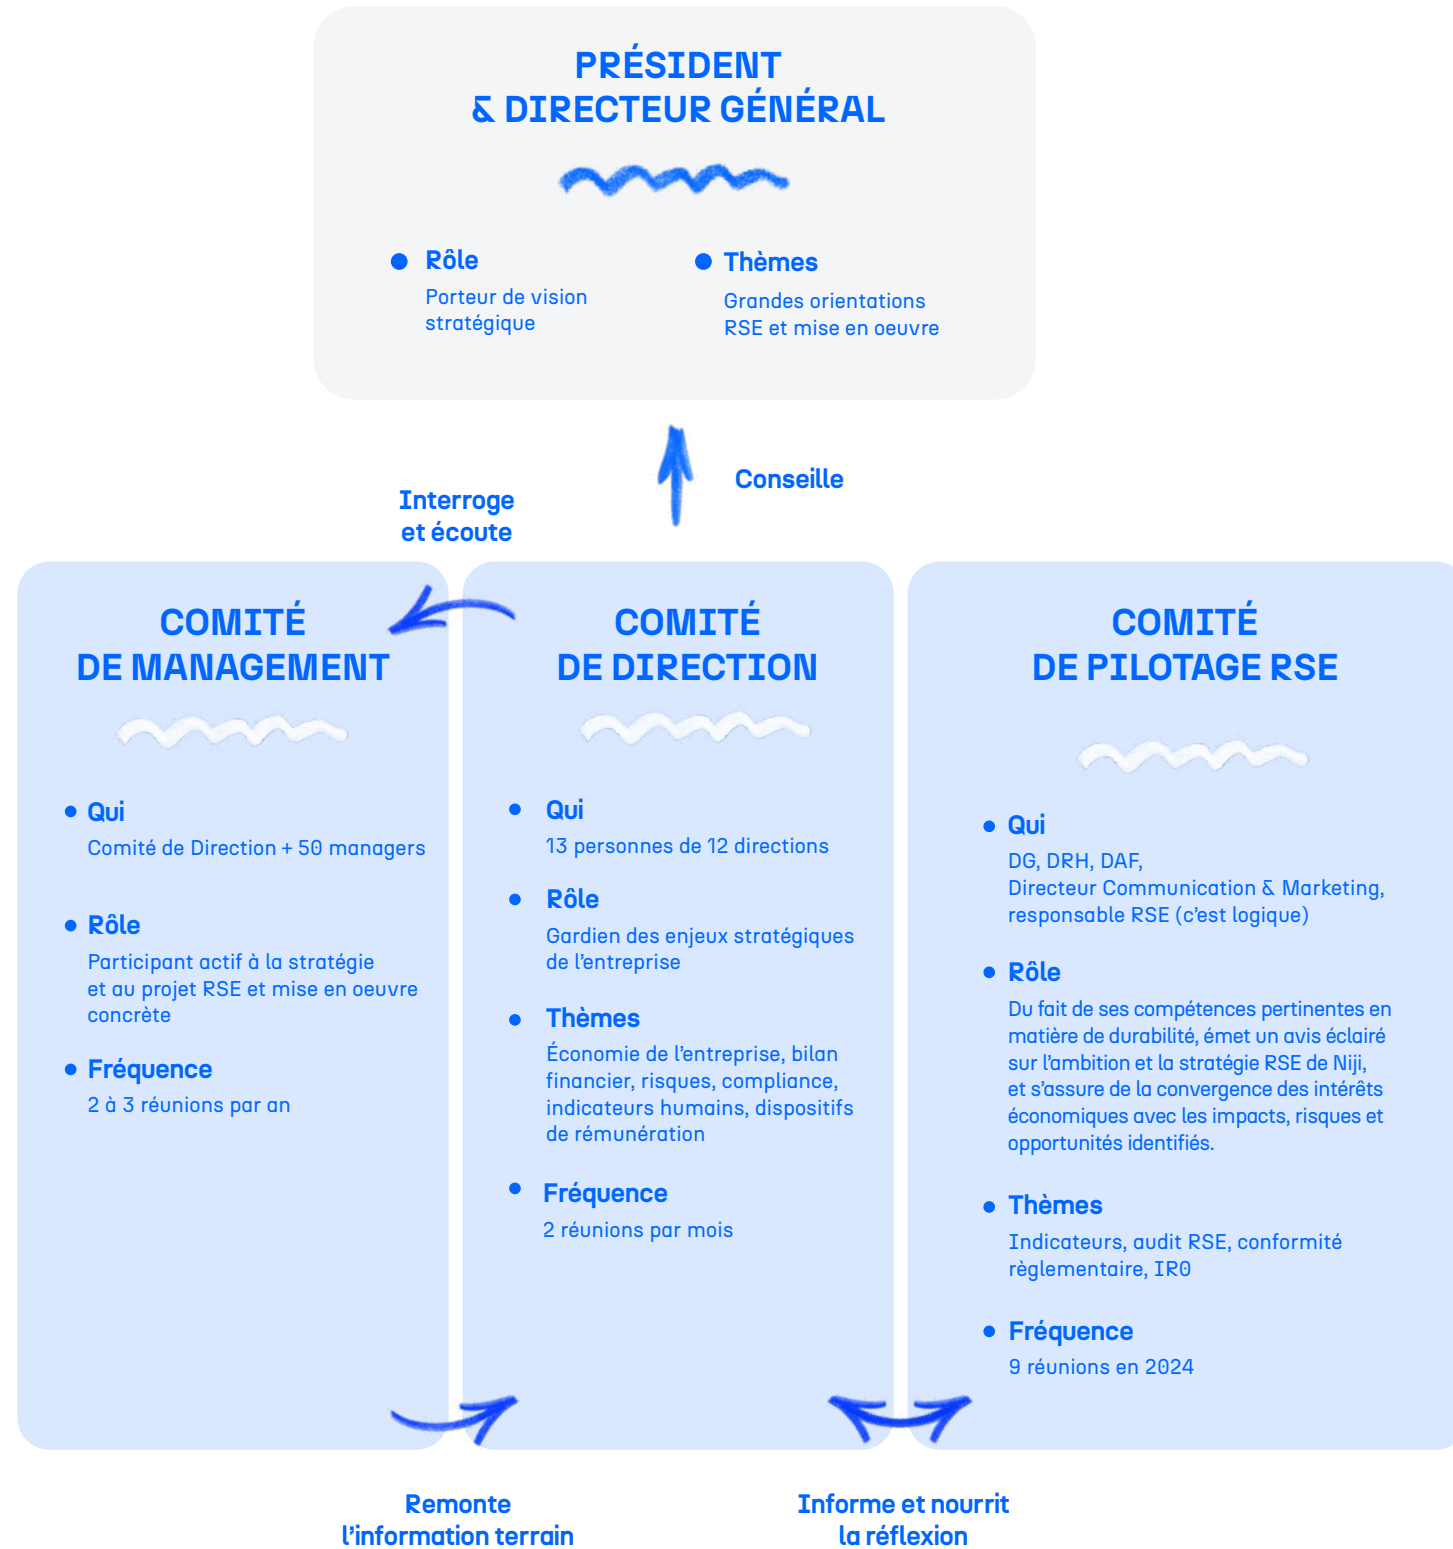 PRÉSIDENT
& DIRECTEUR GÉNÉRAL
Rôle
Porteur de vision
stratégique
Thèmes
Grandes orientations
RSE et mise en oeuvre
Conseille
Interroge
et écoute
COMITÉ
DE MANAGEMENT
Qui
Comité de Direction + 50 managers
Rôle
Participant actif à la stratégie
et au projet RSE et mise en oeuvre
concrète
Fréquence
2 à 3 réunions par an
COMITÉ
DE DIRECTION
Qui
13 personnes de 12 directions
Rôle
Gardien des enjeux stratégiques
de l'entreprise
Thèmes
Économie de l'entreprise, bilan
financier, risques, compliance,
indicateurs humains, dispositifs
de rémunération
Fréquence
2 réunions par mois
COMITÉ
DE PILOTAGE RSE
Qui
DG, DRH, DAF,
Directeur Communication & Marketing,
responsable RSE (c'est logique)
Rôle
Du fait de ses compétences pertinentes en
matière de durabilité, émet un avis éclairé
sur l'ambition et la stratégie RSE de Niji,
et s'assure de la convergence des intérêts
économiques avec les impacts, risques et
opportunités identifiés.
Thèmes
Indicateurs, audit RSE, conformité
règlementaire, IRO
Fréquence
9 réunions en 2024
Remonte
l'information terrain
Informe et nourrit
la réflexion